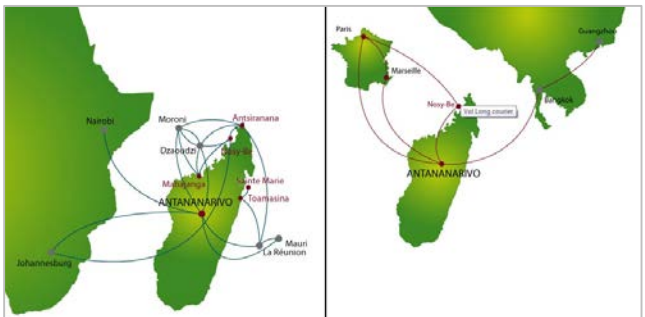 Nairobi
Moroni
Antsiranana
Dzaoudzi
Nosy-Be
Mahajanga
Sainte Marie
ANTANANARIVO
Toamasina
Mauri
La Réunion
Johannesburg
Paris
Guangzhou
Marseille
Nosy-Be
Vol Long courrier
Bangkok
ANTANANARIVO